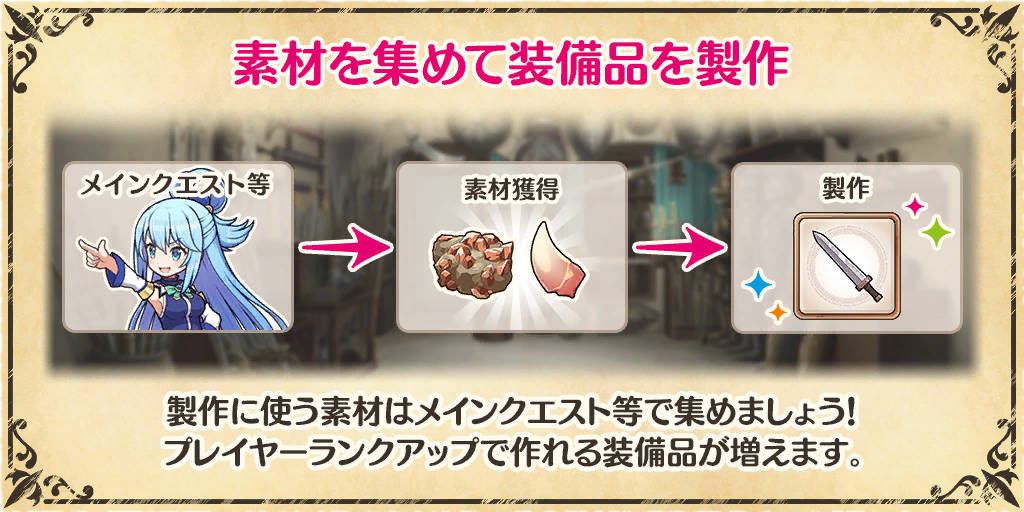 素材を集めて装備品を製作
メインクエスト等
素材獲得
製作
製作に使う素材はメインクエスト等で集めましょう!
プレイヤーランクアップで作れる装備品が増えます。